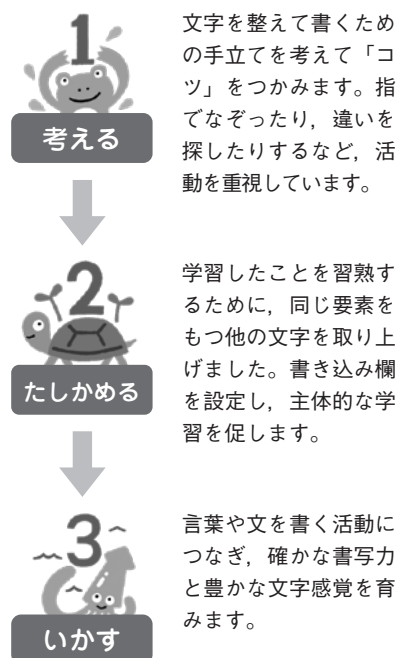 1
考える
文字を整えて書くため
の手立てを考えて「コ
ツ」をつかみます。指
でなぞったり，違いを
探したりするなど，活
動を重視しています。
2
たしかめる
学習したことを習熟す
るために，同じ要素を
もつ他の文字を取り上
げました。書き込み欄
を設定し，主体的な学
習を促します。
3
いかす
言葉や文を書く活動に
つなぎ，確かな書写力
と豊かな文字感覚を育
みます。